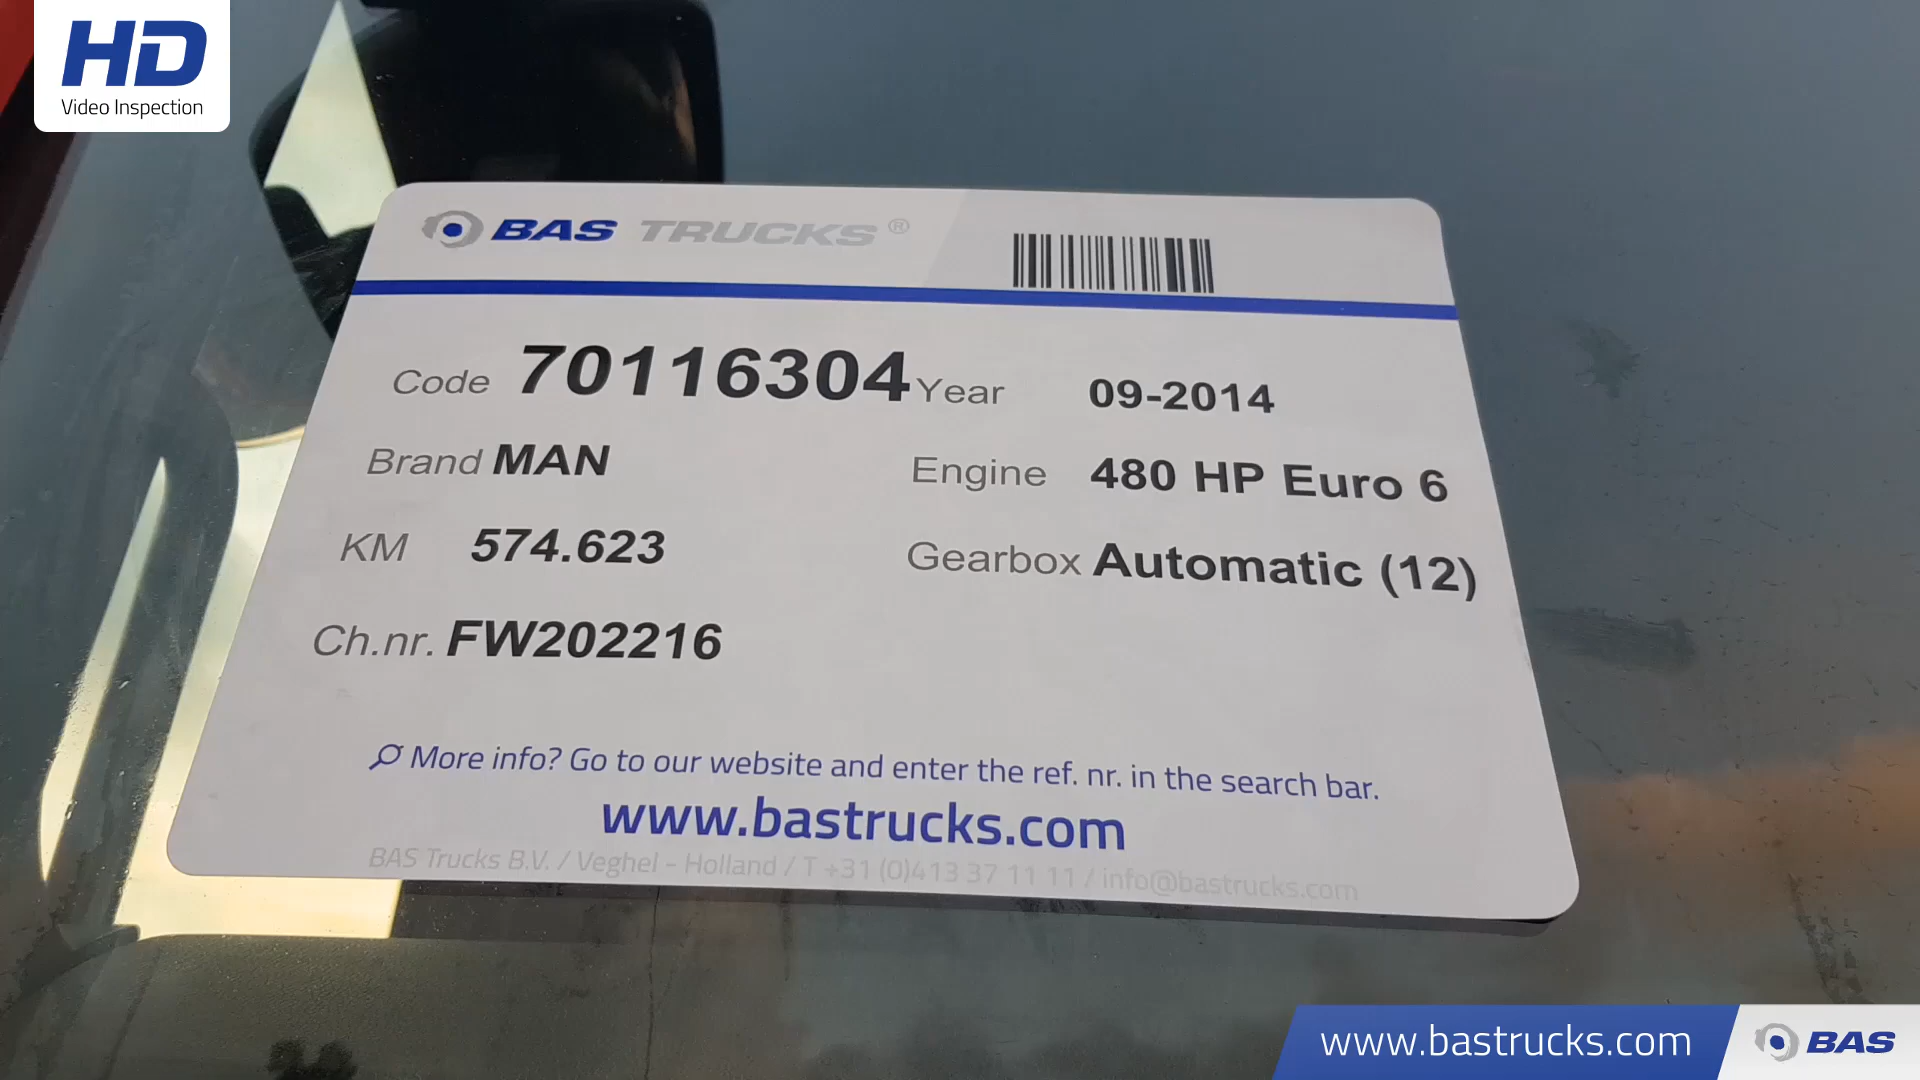 HD
Video Inspection
BAS TRUCKS®
Code 70116304 Year 09-2014
Brand MAN
Engine 480 HP Euro 6
KM 574.623
Gearbox Automatic (12)
Ch.nr. FW202216
More info? Go to our website and enter the ref. nr. in the search bar.
www.bastrucks.com
BAS Trucks B.V. / Veghel - Holland / T +31 (0)413 37 11 11 / info@bastrucks.com
www.bastrucks.com BAS